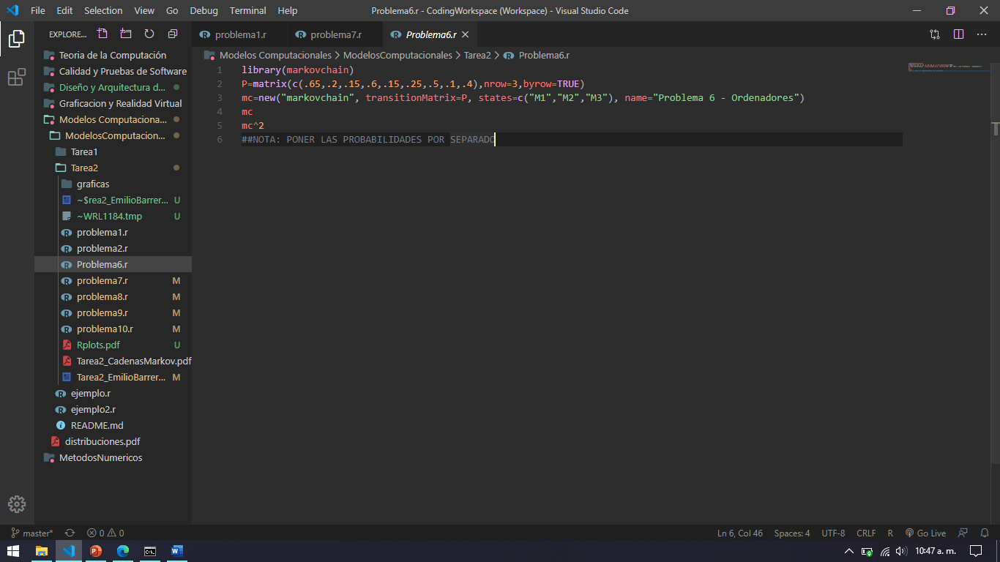 File Edit Selection View Go Debug Terminal Help
Problema6.r - CodingWorkspace (Workspace) - Visual Studio Code
EXPLORE...
problema1.r
problema7.r
Problema6.r
Modelos Computacionales > ModelosComputacionales > Tarea2 > Problema6.r
Teoria de la Computación
Calidad y Pruebas de Software
Diseño y Arquitectura d...
Graficacion y Realidad Virtual
Modelos Computaciona...
ModelosComputacion...
Tarea1
Tarea2
graficas
~$rea2_EmilioBarrer... U
~WRL1184.tmp U
problema1.r
problema2.r
Problema6.r
problema7.r M
problema8.r M
problema9.r M
problema10.r M
Rplots.pdf U
Tarea2_CadenasMarkov.pdf
Tarea2_EmilioBarrer... M
ejemplo.r
ejemplo2.r
README.md
distribuciones.pdf
MetodosNumericos
1 library(markovchain)
2 P=matrix(c(.65,.2,.15,.6,.15,.25,.5,.1,.4),nrow=3,byrow=TRUE)
3 mc=new("markovchain", transitionMatrix=P, states=c("M1","M2","M3"), name="Problema 6 - Ordenadores")
4 mc
5 mc^2
6 ##NOTA: PONER LAS PROBABILIDADES POR SEPARADO
master* 0 0
Ln 6, Col 46 Spaces: 4 UTF-8 CRLF R Go Live
10:47 a. m.